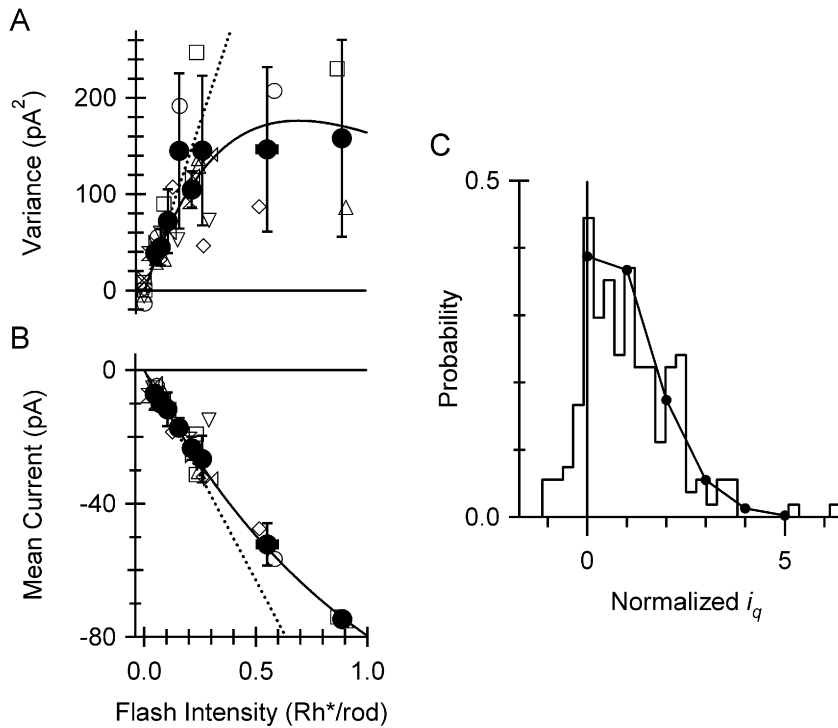 A
Variance (pA²)
200
100
0
B
Mean Current (pA)
0
-40
-80
0.0 0.5 1.0
Flash Intensity (Rh*/rod)
C
Probability
0.5
0.0
0 5
Normalized iq